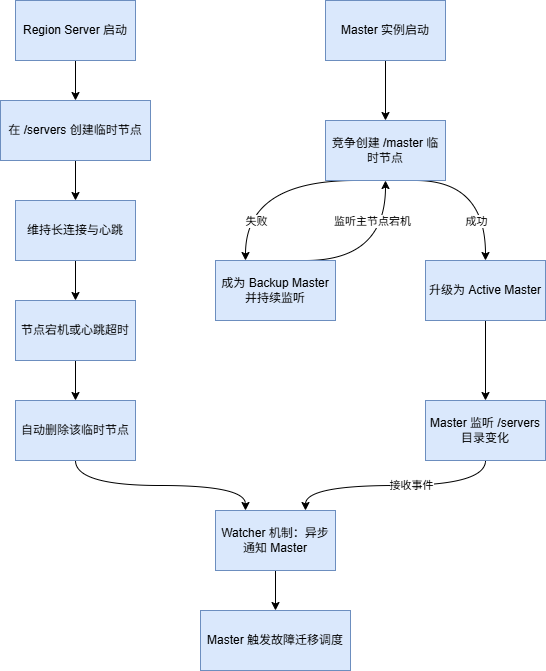 Region Server 启动
Master 实例启动
在 /servers 创建临时节点
竞争创建 /master 临
时节点
维持长连接与心跳
失败
监听主节点宕机
成功
成为 Backup Master
并持续监听
升级为 Active Master
节点宕机或心跳超时
自动删除该临时节点
Master 监听 /servers
目录变化
接收事件
Watcher 机制：异步
通知 Master
Master 触发故障迁移调度